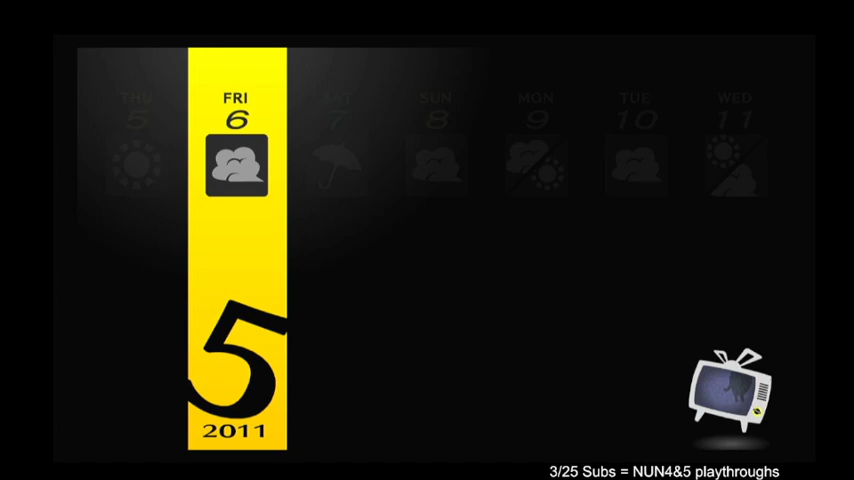 THU FRI SAT SUN MON TUE WED
5 6 7 8 9 10 11
5
2011
3/25 Subs = NUN4&5 playthroughs